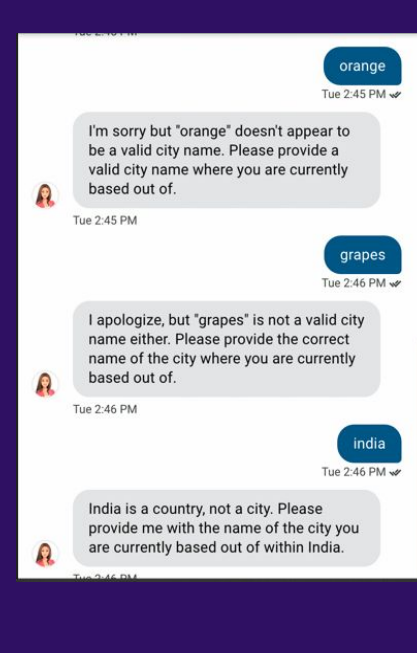 orange
Tue 2:45 PM
I'm sorry but "orange" doesn't appear to
be a valid city name. Please provide a
valid city name where you are currently
based out of.
Tue 2:45 PM
grapes
Tue 2:46 PM
I apologize, but "grapes" is not a valid city
name either. Please provide the correct
name of the city where you are currently
based out of.
Tue 2:46 PM
india
Tue 2:46 PM
India is a country, not a city. Please
provide me with the name of the city you
are currently based out of within India.
Tue 2:46 PM